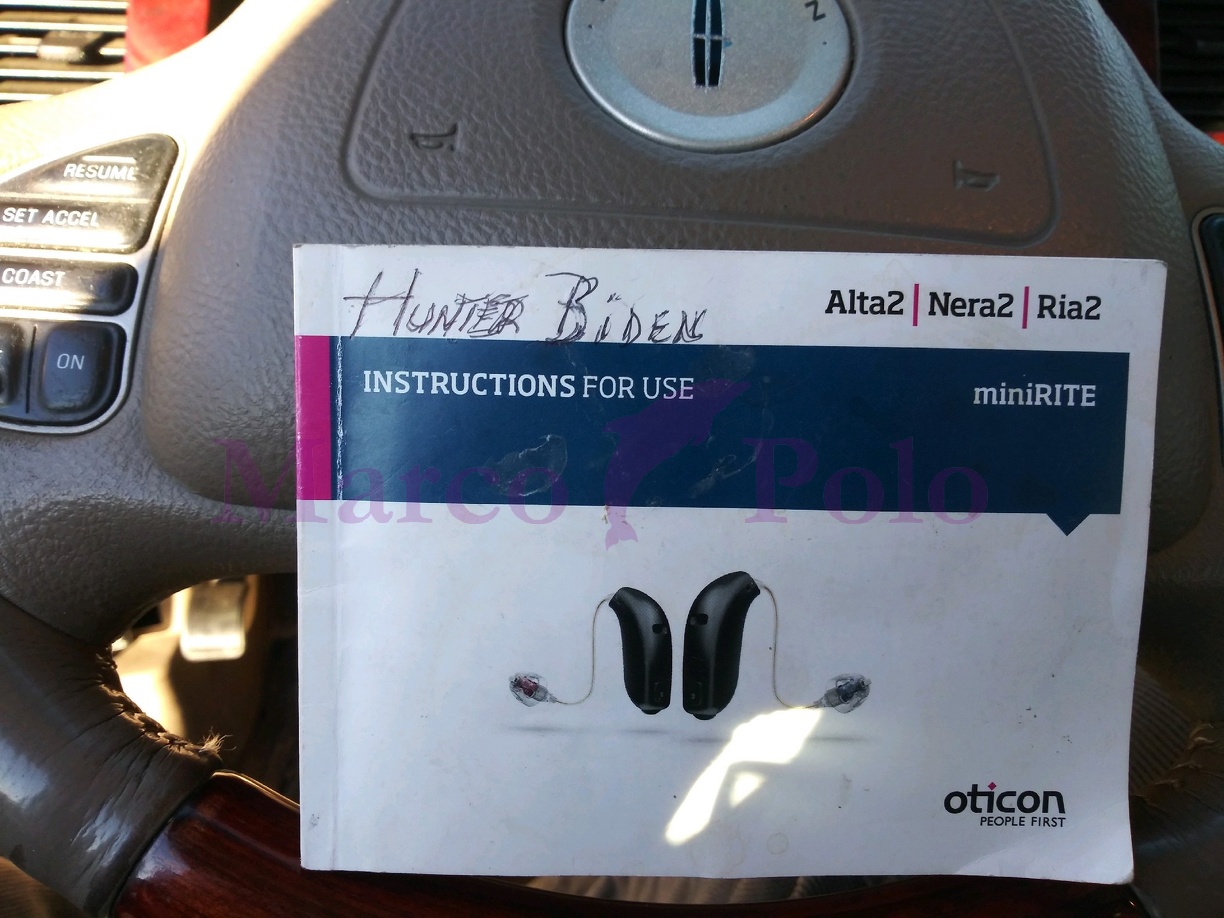 N
RESUME
SET ACCEL
COAST
ON
HUNTER BiDEN
Alta2 | Nera2 | Ria2
INSTRUCTIONS FOR USE
miniRITE
Marco Polo
oticon
PEOPLE FIRST